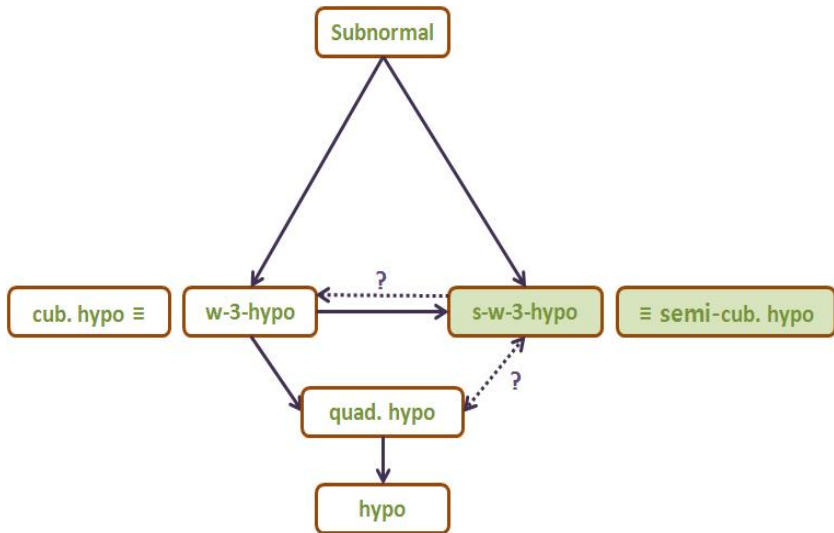 Subnormal
?
cub. hypo ≡
w-3-hypo
s-w-3-hypo
≡ semi-cub. hypo
?
quad. hypo
hypo